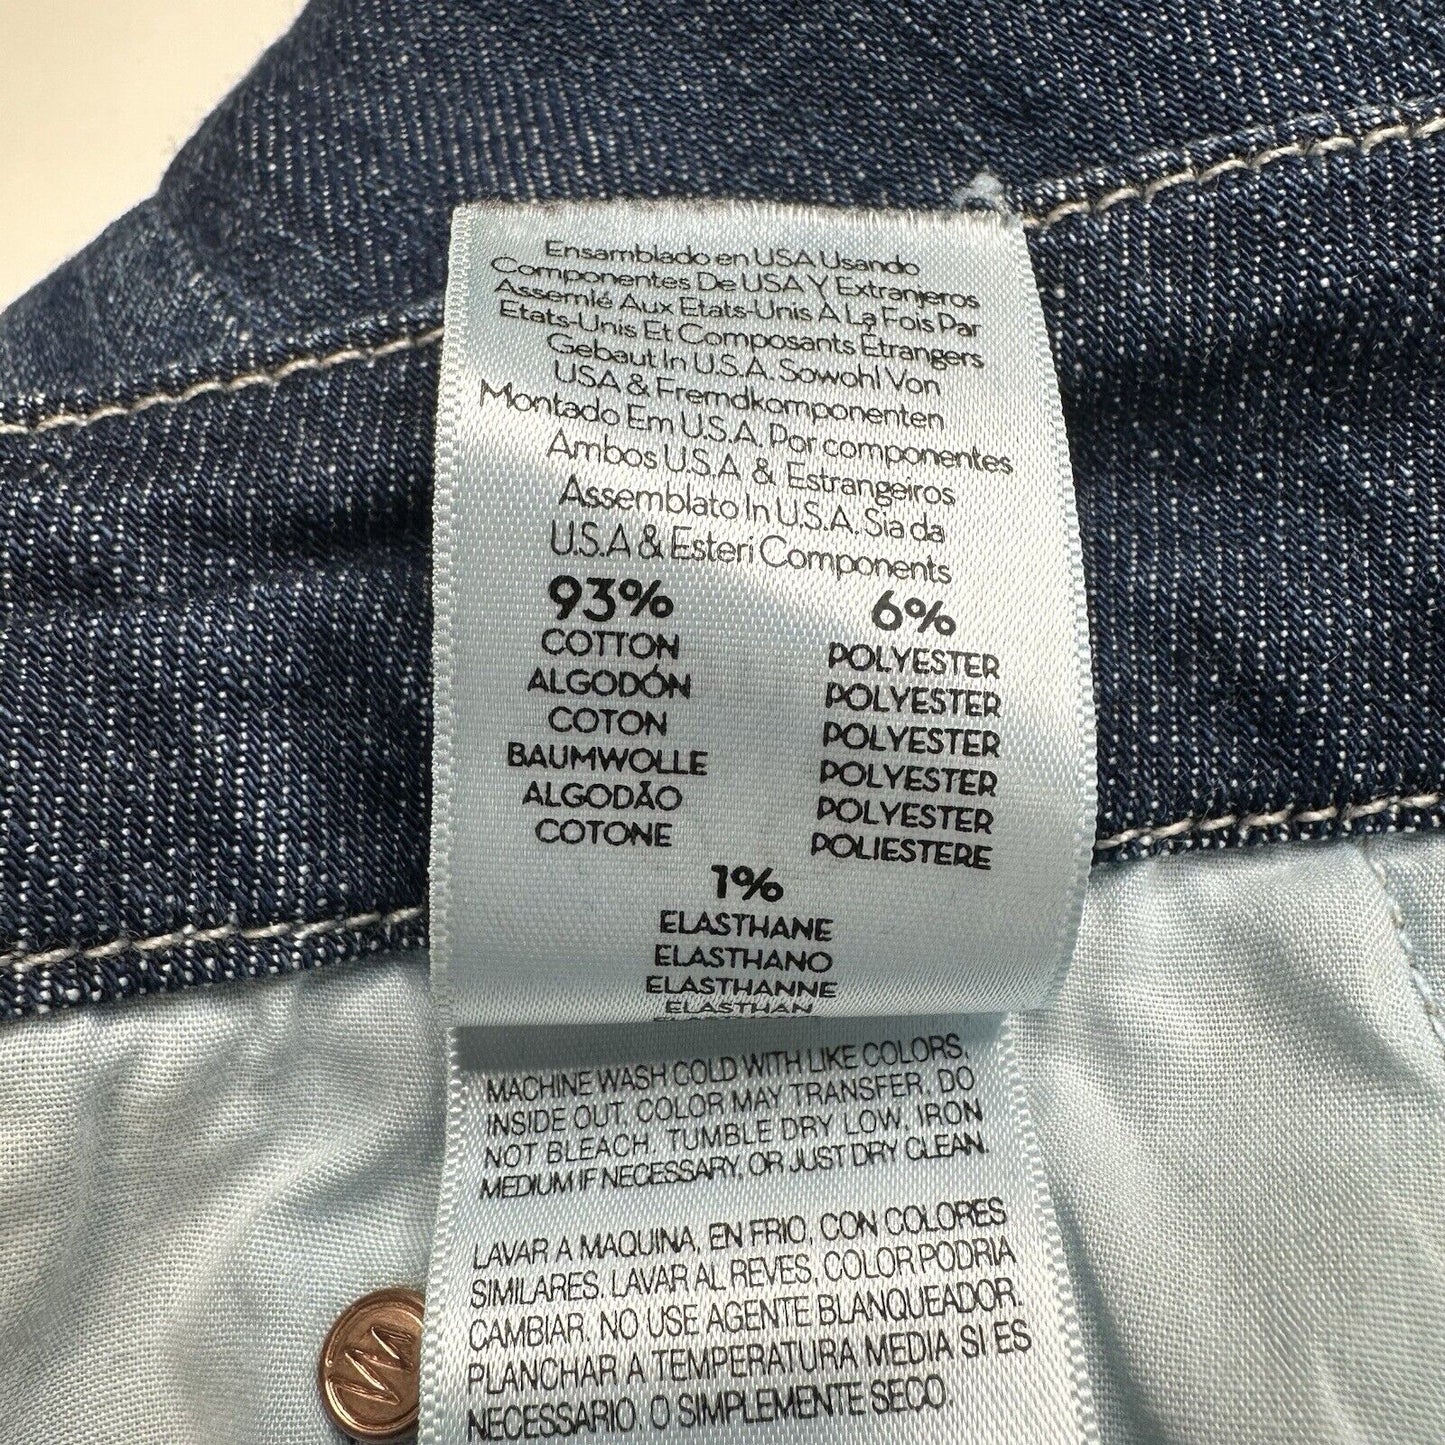 Ensamblado en USA Usando
Componentes De USA Y Extranjeros
Assemlé Aux Etats-Unis A La Fois Par
Etats-Unis Et Composants Étrangers
Gebaut In U.S.A. Sowohl Von
USA & Fremdkomponenten
Montado Em U.S.A. Por componentes
Ambos U.S.A & Estrangeiros
Assemblato In U.S.A. Sia da
U.S.A & Esteri Components
93%
COTTON
ALGODÓN
COTON
BAUMWOLLE
ALGODÃO
COTONE
6%
POLYESTER
POLYESTER
POLYESTER
POLYESTER
POLYESTER
POLIESTERE
1%
ELASTHANE
ELASTHANO
ELASTHANNE
ELASTHAN
MACHINE WASH COLD WITH LIKE COLORS,
INSIDE OUT, COLOR MAY TRANSFER, DO
NOT BLEACH, TUMBLE DRY LOW, IRON
MEDIUM IF NECESSARY, OR JUST DRY CLEAN.
LAVAR A MAQUINA, EN FRIO, CON COLORES
SIMILARES. LAVAR AL REVES, COLOR PODRIA
CAMBIAR, NO USE AGENTE BLANQUEADOR.
PLANCHAR A TEMPERATURA MEDIA SI ES
NECESSARIO, O SIMPLEMENTE SECO.